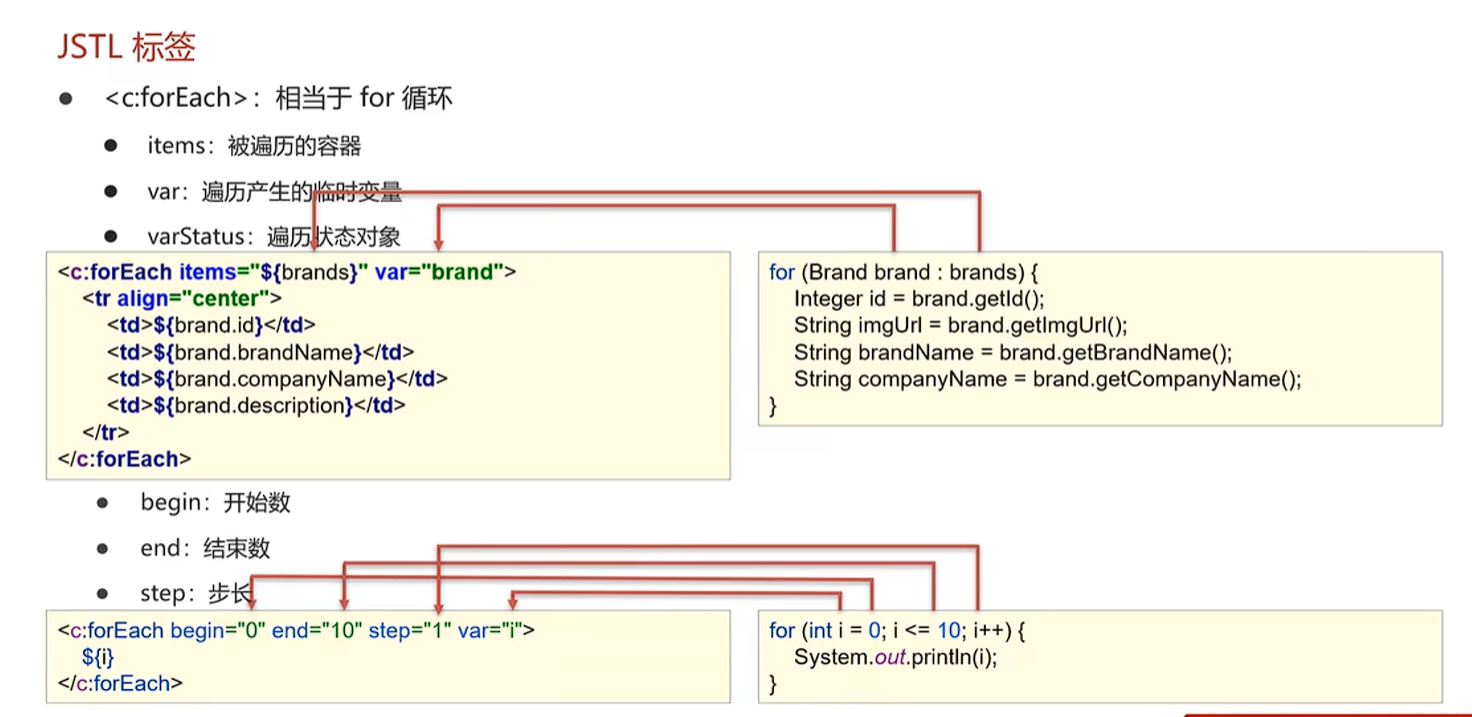 JSTL 标签
<c:forEach>：相当于 for 循环
items：被遍历的容器
var：遍历产生的临时变量
varStatus：遍历状态对象
<c:forEach items="${brands}" var="brand">
<tr align="center">
<td>${brand.id}</td>
<td>${brand.brandName}</td>
<td>${brand.companyName}</td>
<td>${brand.description}</td>
</tr>
</c:forEach>
for (Brand brand : brands) {
Integer id = brand.getId();
String imgUrl = brand.getImgUrl();
String brandName = brand.getBrandName();
String companyName = brand.getCompanyName();
}
begin：开始数
end：结束数
step：步长
<c:forEach begin="0" end="10" step="1" var="i">
${i}
</c:forEach>
for (int i = 0; i <= 10; i++) {
System.out.println(i);
}